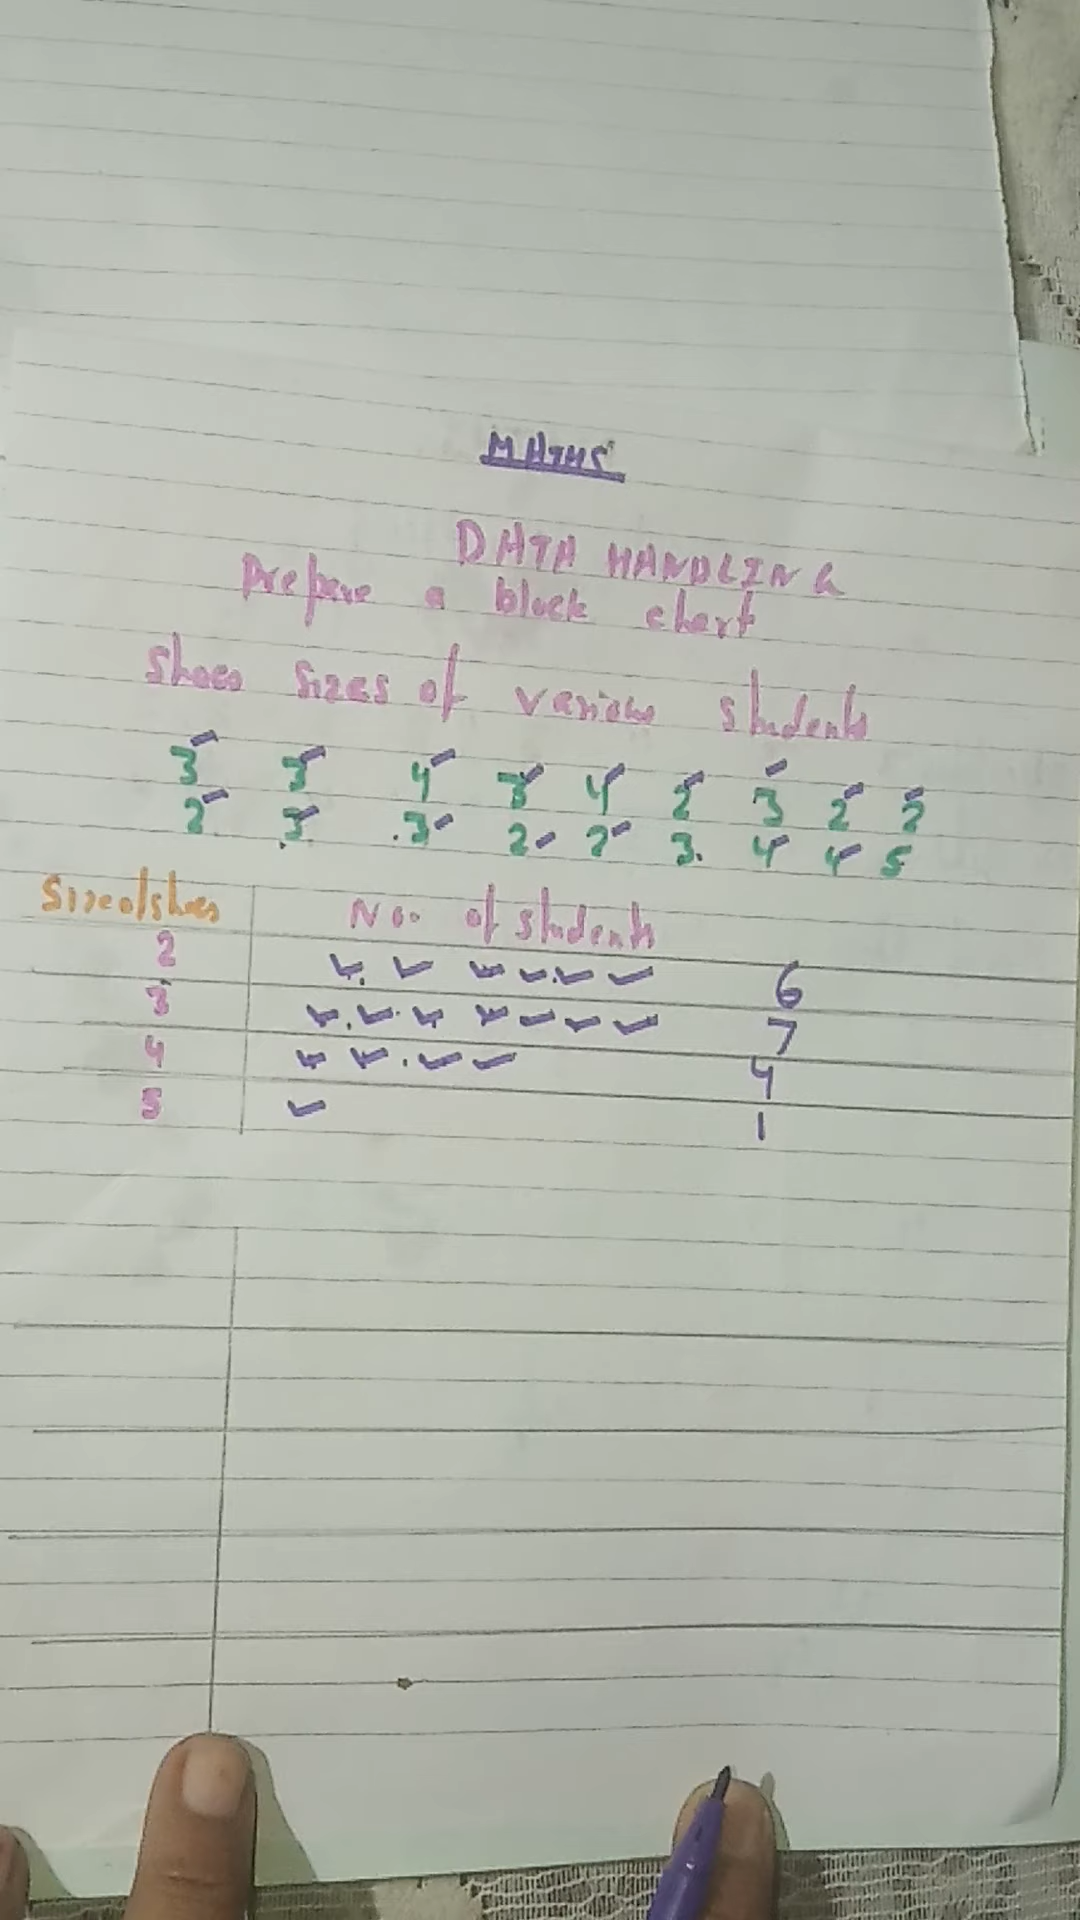 MATHS
DATA HANDLING
Prepare a block chart
Shoes sizes of various students
3 3 4 3 4 2 3 2 2
2 3 3 2 2 3. 4 4 5
Size of shoes No. of students
2 6
3 7
4 4
5 1